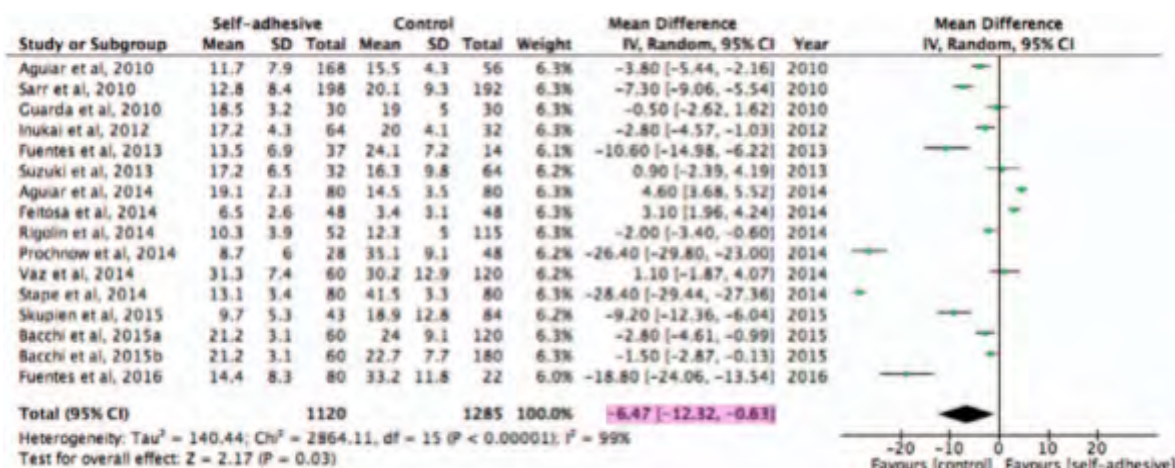 Self-adhesive Control Mean Difference Mean Difference
Study or Subgroup Mean SD Total Mean SD Total Weight IV, Random, 95% CI Year IV, Random, 95% CI
Aguiar et al, 2010 11.7 7.9 168 15.5 4.3 56 6.3% −3.80 [−5.44, −2.16] 2010
Sarr et al, 2010 12.8 8.4 198 20.1 9.3 192 6.3% −7.30 [−9.06, −5.54] 2010
Guarda et al, 2010 18.5 3.2 30 19 5 30 6.3% −0.50 [−2.62, 1.62] 2010
Inukai et al, 2012 17.2 4.3 64 20 4.1 32 6.3% −2.80 [−4.57, −1.03] 2012
Fuentes et al, 2013 13.5 6.9 37 24.1 7.2 14 6.1% −10.60 [−14.98, −6.22] 2013
Suzuki et al, 2013 17.2 6.5 32 16.3 9.8 64 6.2% 0.90 [−2.39, 4.19] 2013
Aguiar et al, 2014 19.1 2.3 80 14.5 3.5 80 6.3% 4.60 [3.68, 5.52] 2014
Feitosa et al, 2014 6.5 2.6 48 3.4 3.1 48 6.3% 3.10 [1.96, 4.24] 2014
Rigolin et al, 2014 10.3 3.9 52 12.3 5 115 6.3% −2.00 [−3.40, −0.60] 2014
Prochnow et al, 2014 8.7 6 28 35.1 9.1 48 6.2% −26.40 [−29.80, −23.00] 2014
Vaz et al, 2014 31.3 7.4 60 30.2 12.9 120 6.2% 1.10 [−1.87, 4.07] 2014
Stape et al, 2014 13.1 3.4 80 41.5 3.3 80 6.3% −28.40 [−29.44, −27.36] 2014
Skupien et al, 2015 9.7 5.3 43 18.9 12.8 84 6.2% −9.20 [−12.36, −6.04] 2015
Bacchi et al, 2015a 21.2 3.1 60 24 9.1 120 6.3% −2.80 [−4.61, −0.99] 2015
Bacchi et al, 2015b 21.2 3.1 60 22.7 7.7 180 6.3% −1.50 [−2.87, −0.13] 2015
Fuentes et al, 2016 14.4 8.3 80 33.2 11.8 22 6.0% −18.80 [−24.06, −13.54] 2016
Total (95% CI) 1120 1285 100.0% −6.47 [−12.32, −0.63]
Heterogeneity: Tau² = 140.44; Chi² = 2864.11, df = 15 (P < 0.00001); I² = 99%
Test for overall effect: Z = 2.17 (P = 0.03)
−20 −10 0 10 20
Favours [control] Favours [self-adhesive]